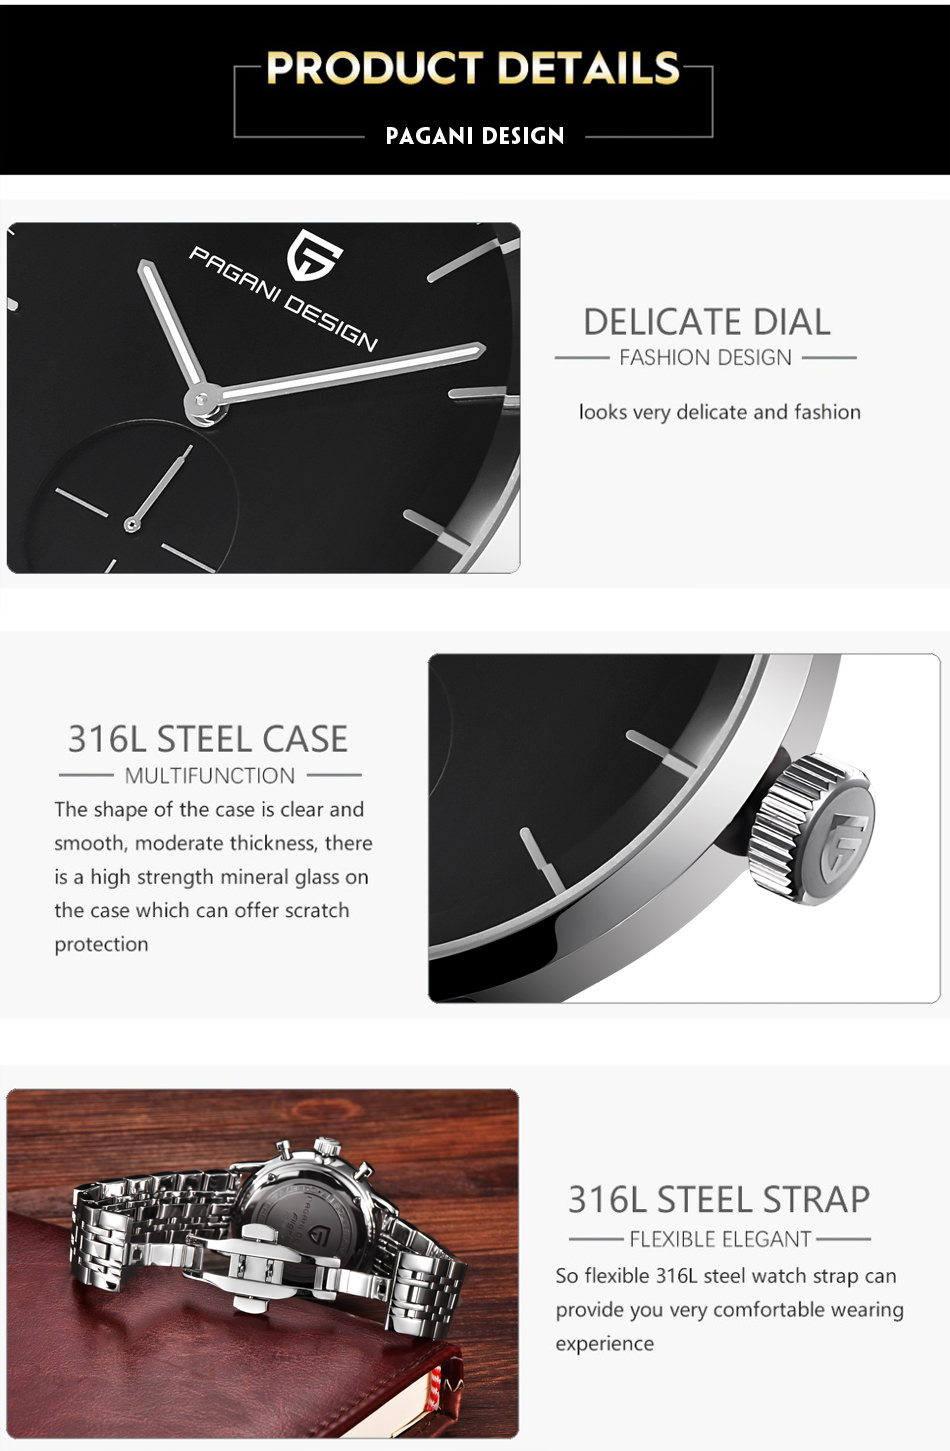 PRODUCT DETAILS
PAGANI DESIGN
PAGANI DESIGN
DELICATE DIAL
FASHION DESIGN
looks very delicate and fashion
316L STEEL CASE
MULTIFUNCTION
The shape of the case is clear and
smooth, moderate thickness, there
is a high strength mineral glass on
the case which can offer scratch
protection
316L STEEL STRAP
FLEXIBLE ELEGANT
So flexible 316L steel watch strap can
provide you very comfortable wearing
experience